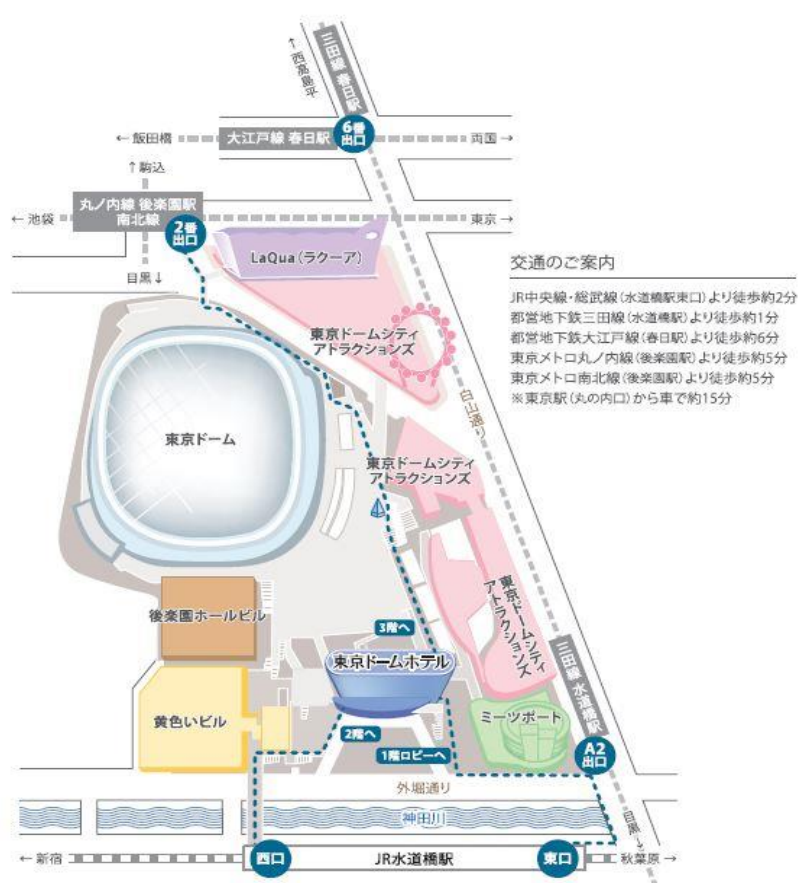 ↑西高島平
三田線 春日駅
6番
出口
← 飯田橋
大江戸線 春日駅
両国 →
↑駒込
丸ノ内線 後楽園駅
南北線
← 池袋
2番
出口
東京 →
目黒↓
LaQua(ラクーア)
東京ドームシティ
アトラクションズ
白山通り
交通のご案内
JR中央線・総武線(水道橋駅東口)より徒歩約2分
都営地下鉄三田線(水道橋駅)より徒歩約1分
都営地下鉄大江戸線(春日駅)より徒歩約6分
東京メトロ丸ノ内線(後楽園駅)より徒歩約5分
東京メトロ南北線(後楽園駅)より徒歩約5分
※東京駅(丸の内口)から車で約15分
東京ドーム
東京ドームシティ
アトラクションズ
東京ドームシティ
アトラクションズ
後楽園ホールビル
3階へ
東京ドームホテル
三田線 水道橋駅
黄色いビル
2階へ
1階ロビーへ
ミーツポート
A2
出口
外堀通り
神田川
目黒↓
← 新宿
西口
JR水道橋駅
東口
秋葉原 →